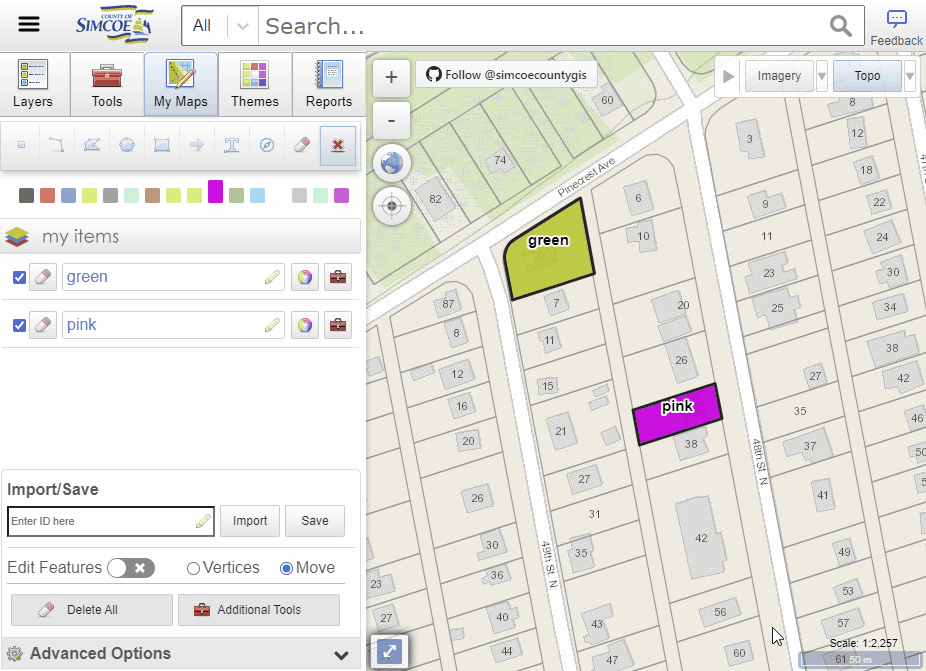 COUNTY OF
SIMCOE
All
Search...
Feedback
Layers
Tools
My Maps
Themes
Reports
my items
green
pink
Import/Save
Enter ID here
Import
Save
Edit Features
Vertices
Move
Delete All
Additional Tools
Advanced Options
+
-
Follow @simcoecountygis
Imagery
Topo
60
8
3
12
74
18
Pinecrest Ave
82
6
9
22
green
10
11
24
23
30
87
7
20
25
34
8
11
38
26
12
27
42
15
16
pink
35
46
21
20
38
37
50
48th St. N
27
26
41
31
42
30
35
49
49th St. N.
36
23
53
27
40
43
56
57
44
47
60
Scale: 1:2,257
61
50 m